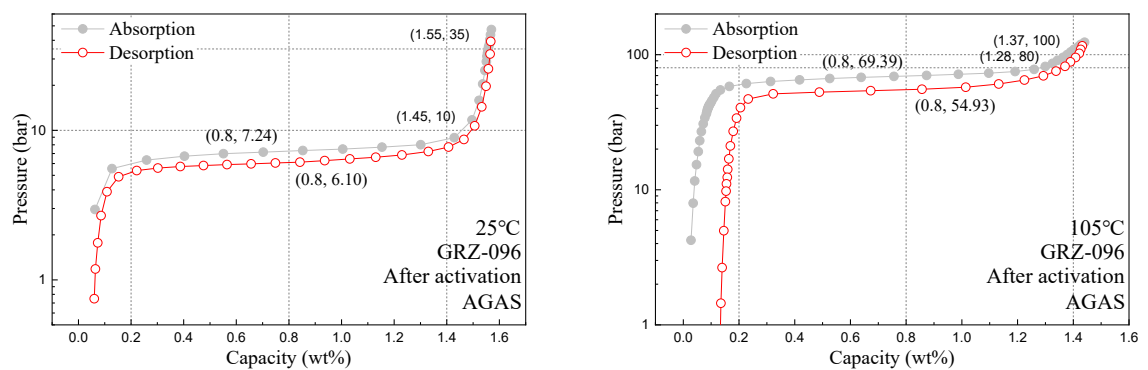 Absorption
Desorption
(1.55, 35)
(1.45, 10)
(0.8, 7.24)
(0.8, 6.10)
25°C
GRZ-096
After activation
AGAS
10
1
Pressure (bar)
0.0 0.2 0.4 0.6 0.8 1.0 1.2 1.4 1.6
Capacity (wt%)
Absorption
Desorption
(1.37, 100)
(1.28, 80)
(0.8, 69.39)
(0.8, 54.93)
105°C
GRZ-096
After activation
AGAS
100
10
1
Pressure (bar)
0.0 0.2 0.4 0.6 0.8 1.0 1.2 1.4 1.6
Capacity (wt%)